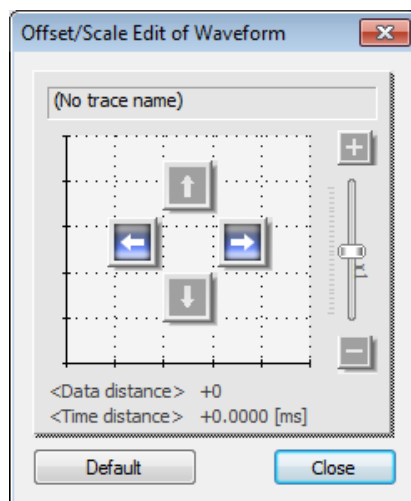 Offset/Scale Edit of Waveform
(No trace name)
<Data distance> +0
<Time distance> +0.0000 [ms]
Default
Close